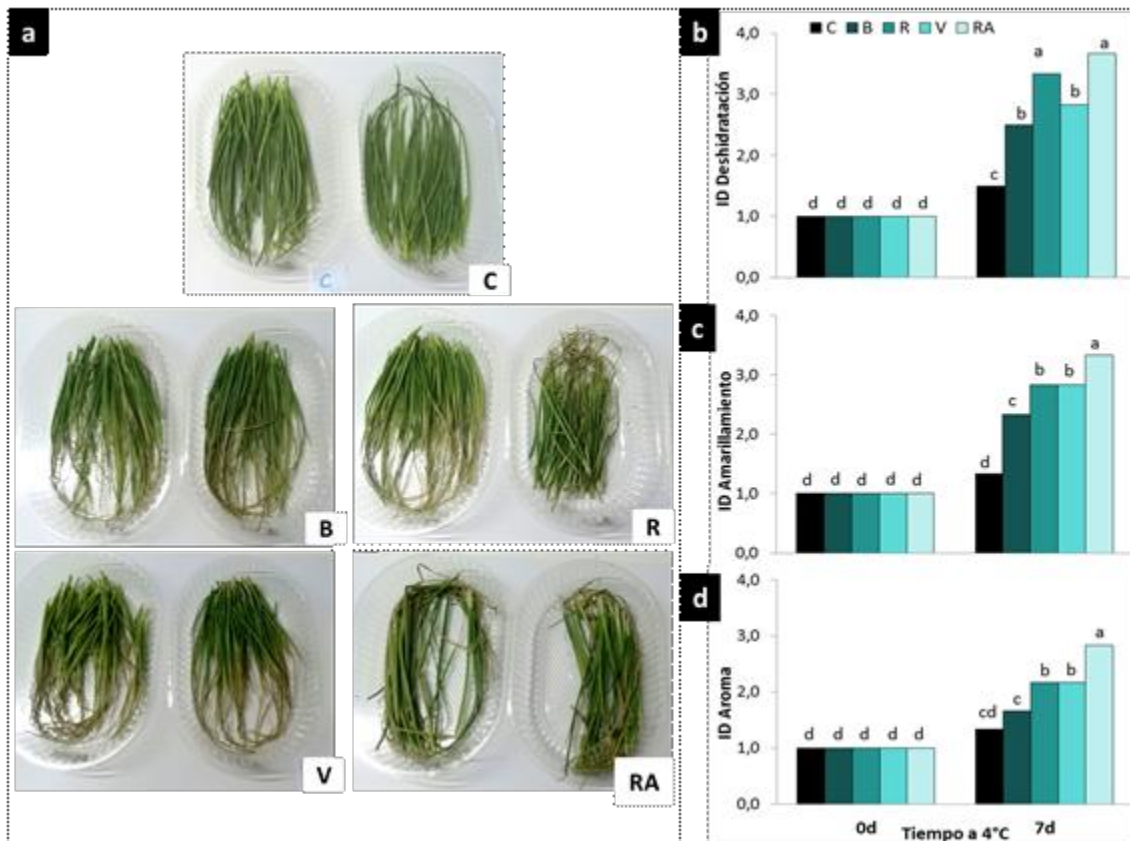 a
C
C
B
R
V
RA
b
C B R V RA
4,0
3,0
2,0
1,0
0,0
ID Deshidratación
d d d d d
c b a b a
c
4,0
3,0
2,0
1,0
0,0
ID Amarillamiento
d d d d d
d c b b a
d
4,0
3,0
2,0
1,0
0,0
ID Aroma
d d d d d
cd c b b a
0d Tiempo a 4°C 7d